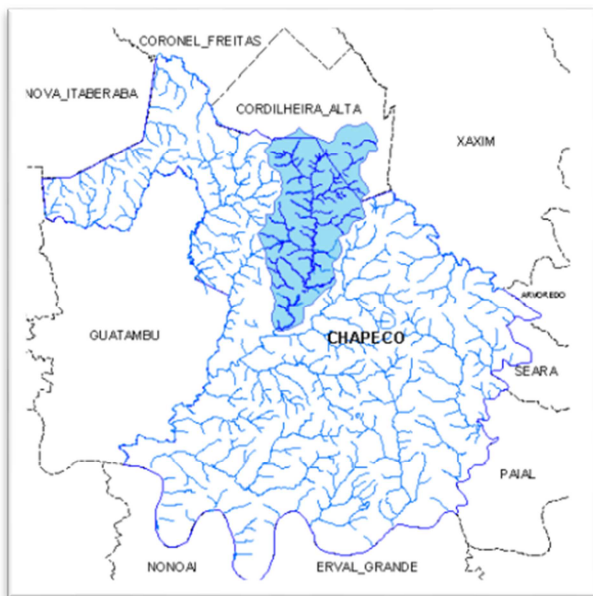 CORONEL_FREITAS
NOVA_ITABERABA
CORDILHEIRA_ALTA
XAXIM
ARVOREDO
GUATAMBU
CHAPECO
SEARA
PAIAL
NONOAI
ERVAL_GRANDE